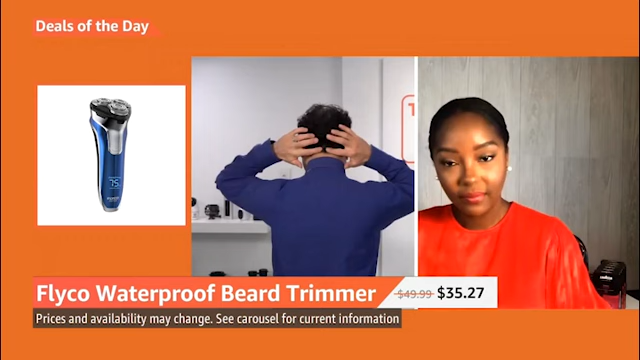 Deals of the Day
75
Flyco Waterproof Beard Trimmer $49.99 $35.27
Prices and availability may change. See carousel for current information